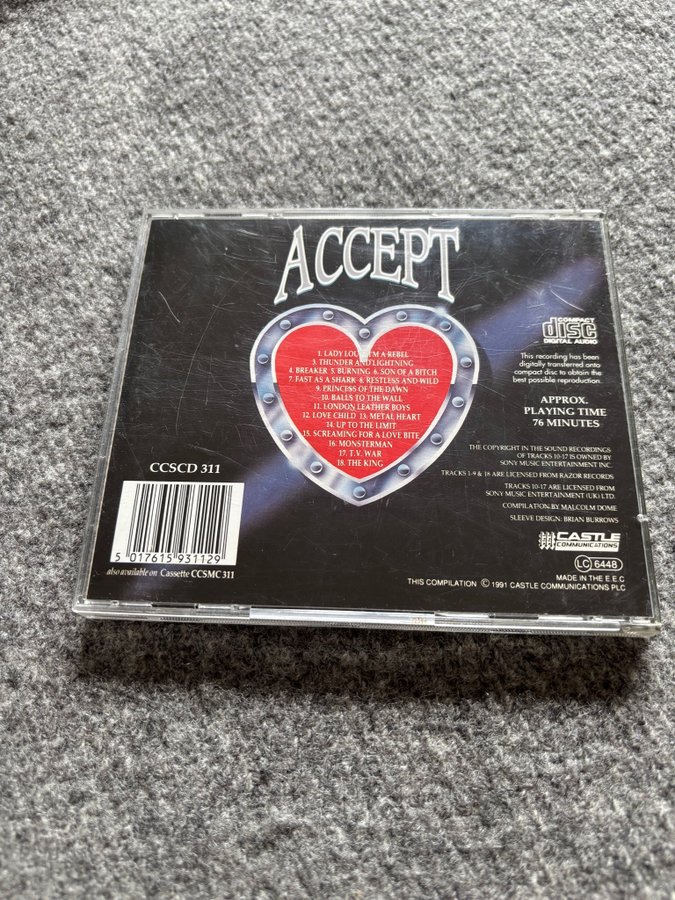 ACCEPT
1. LADY LOU 2. I'M A REBEL
3. THUNDER AND LIGHTNING
4. BREAKER 5. BURNING 6. SON OF A BITCH
7. FAST AS A SHARK 8. RESTLESS AND WILD
9. PRINCESS OF THE DAWN
10. BALLS TO THE WALL
11. LONDON LEATHER BOYS
12. LOVE CHILD 13. METAL HEART
14. UP TO THE LIMIT
15. SCREAMING FOR A LOVE BITE
16. MONSTERMAN
17. T.V. WAR
18. THE KING
COMPACT
disc
DIGITAL AUDIO
This recording has been
digitally transferred onto
compact disc to obtain the
best possible reproduction.
APPROX.
PLAYING TIME
76 MINUTES
THE COPYRIGHT IN THE SOUND RECORDINGS
OF TRACKS 10-17 IS OWNED BY
SONY MUSIC ENTERTAINMENT INC.
TRACKS 1-9 & 18 ARE LICENSED FROM RAZOR RECORDS
TRACKS 10-17 ARE LICENSED FROM
SONY MUSIC ENTERTAINMENT (UK) LTD.
COMPILATION BY MALCOLM DOME
SLEEVE DESIGN: BRIAN BURROWS
CASTLE
COMMUNICATIONS
LC 6448
MADE IN THE E.E.C
THIS COMPILATION © 1991 CASTLE COMMUNICATIONS PLC
CCSCD 311
5 017615 931129
also available on Cassette CCSMC 311